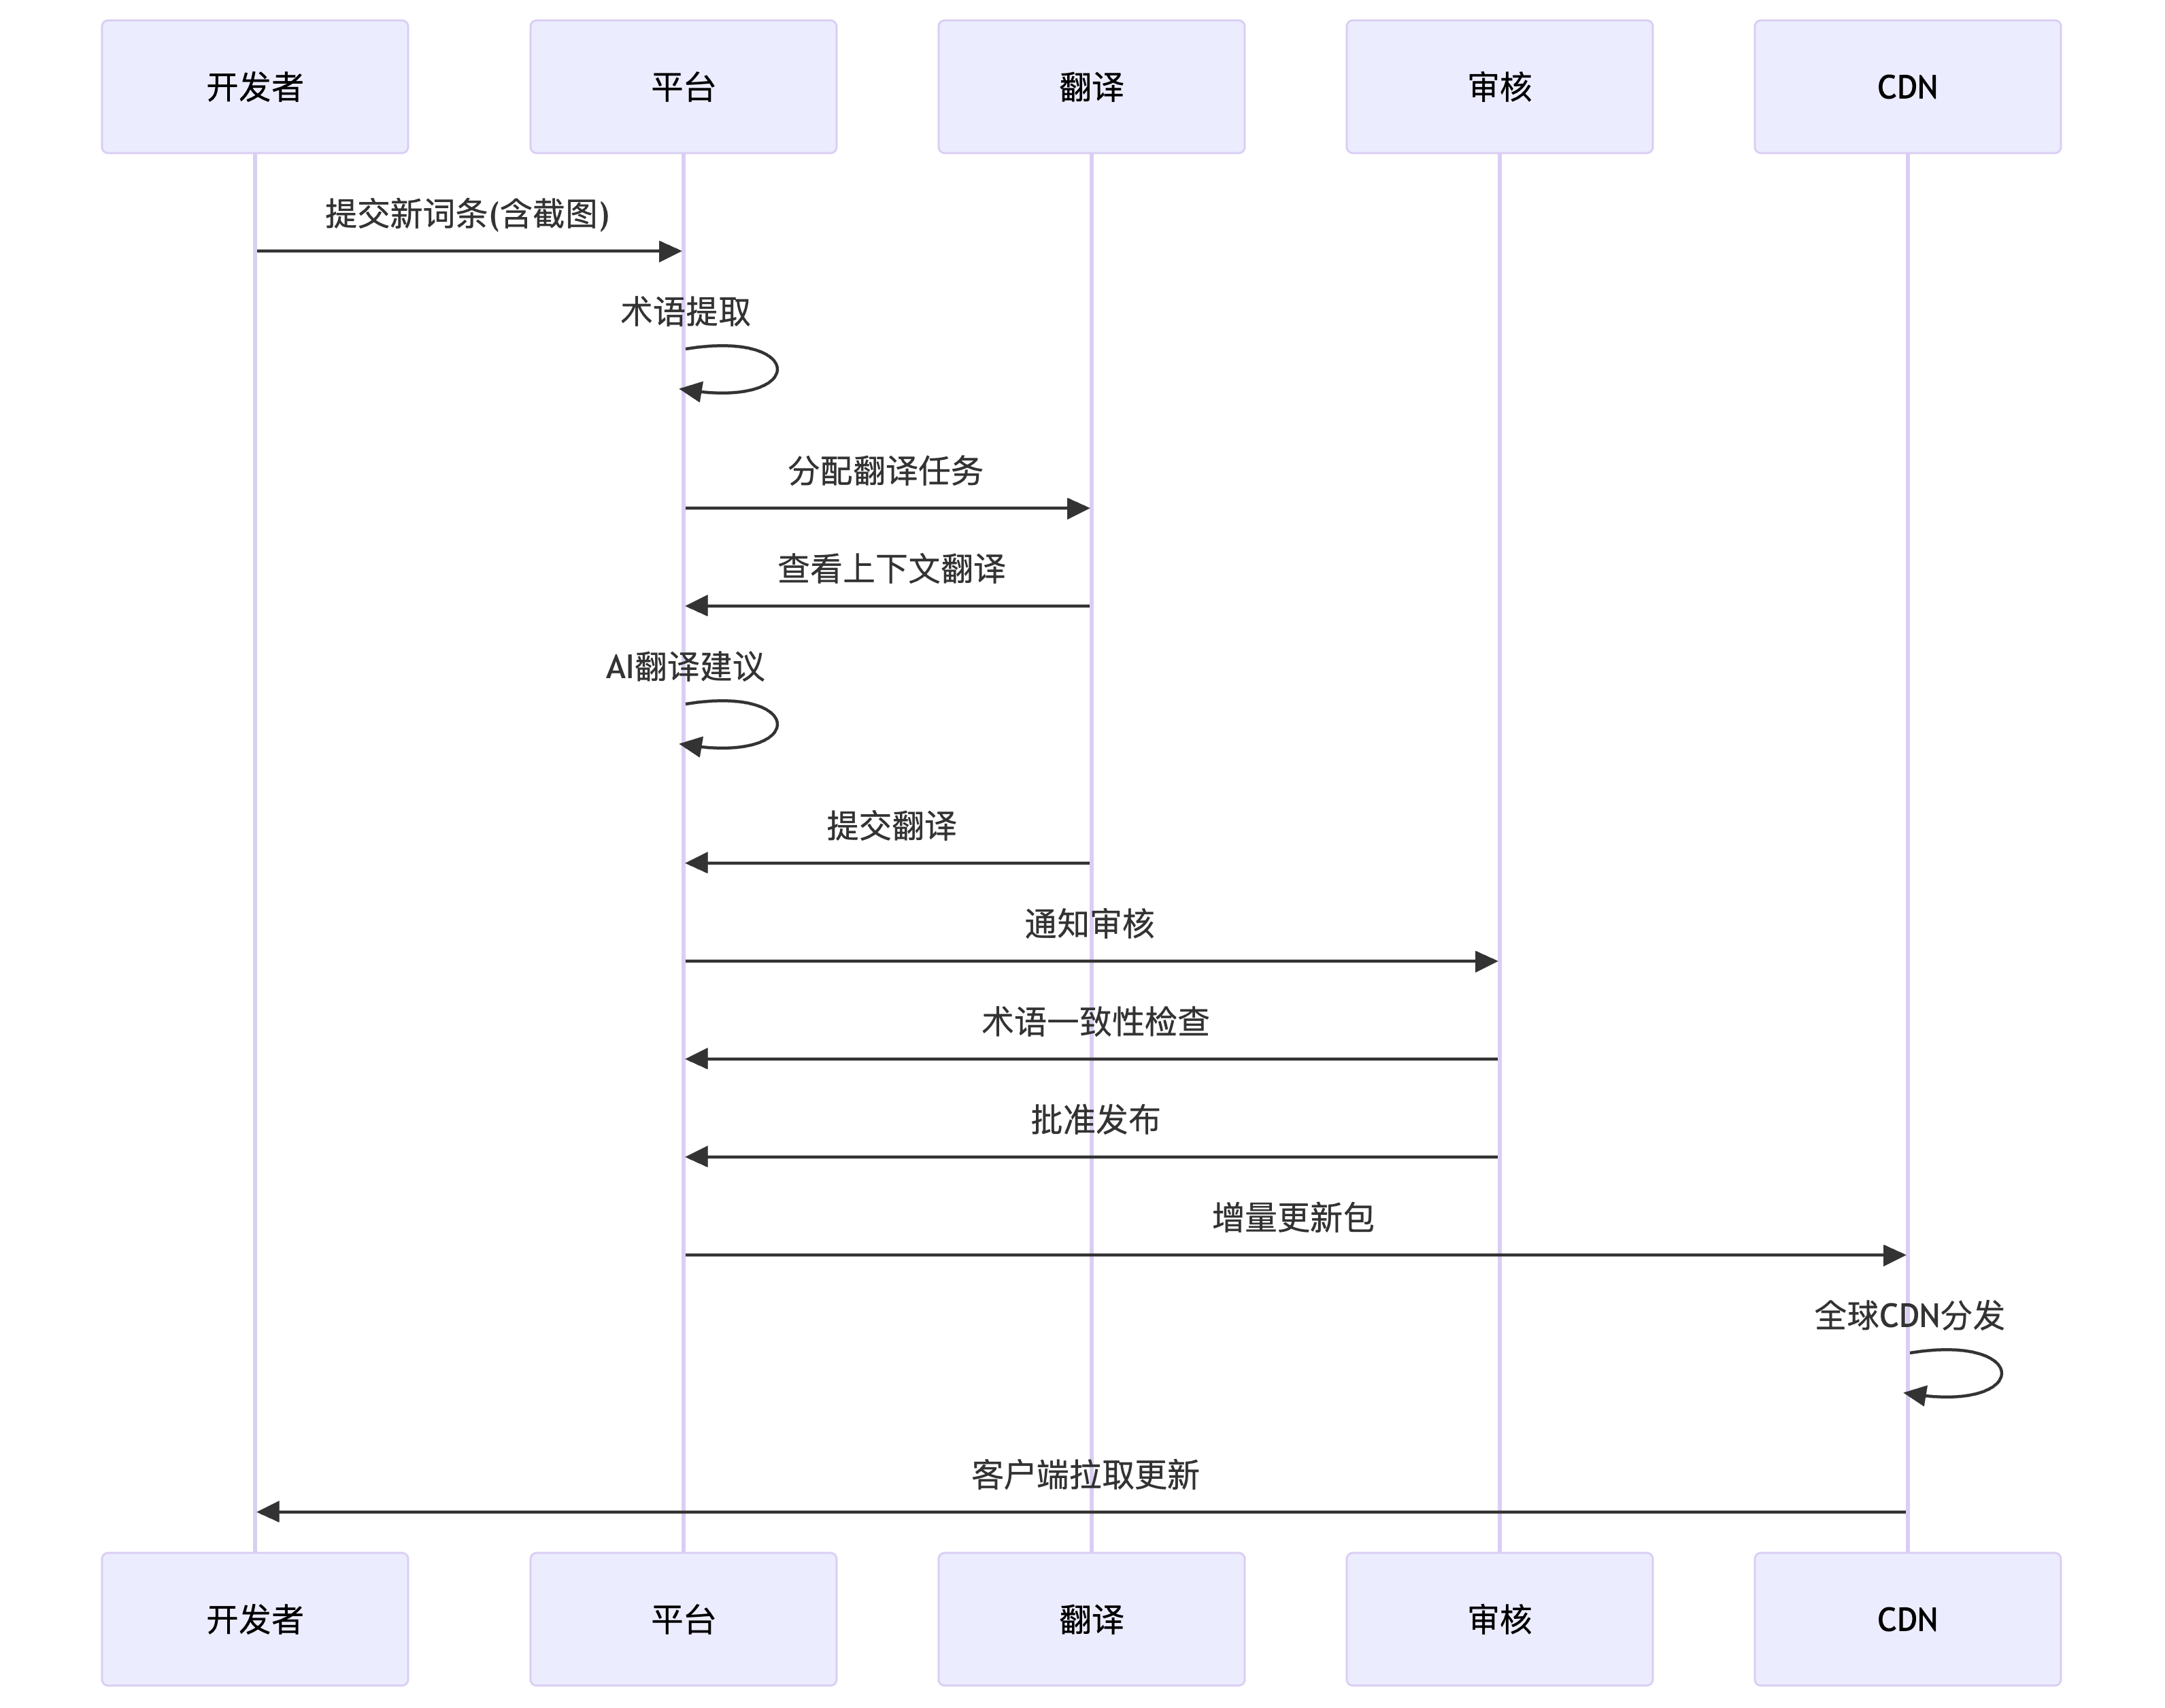 开发者
平台
翻译
审核
CDN
提交新词条(含截图)
术语提取
分配翻译任务
查看上下文翻译
AI翻译建议
提交翻译
通知审核
术语一致性检查
批准发布
增量更新包
全球CDN分发
客户端拉取更新
开发者
平台
翻译
审核
CDN